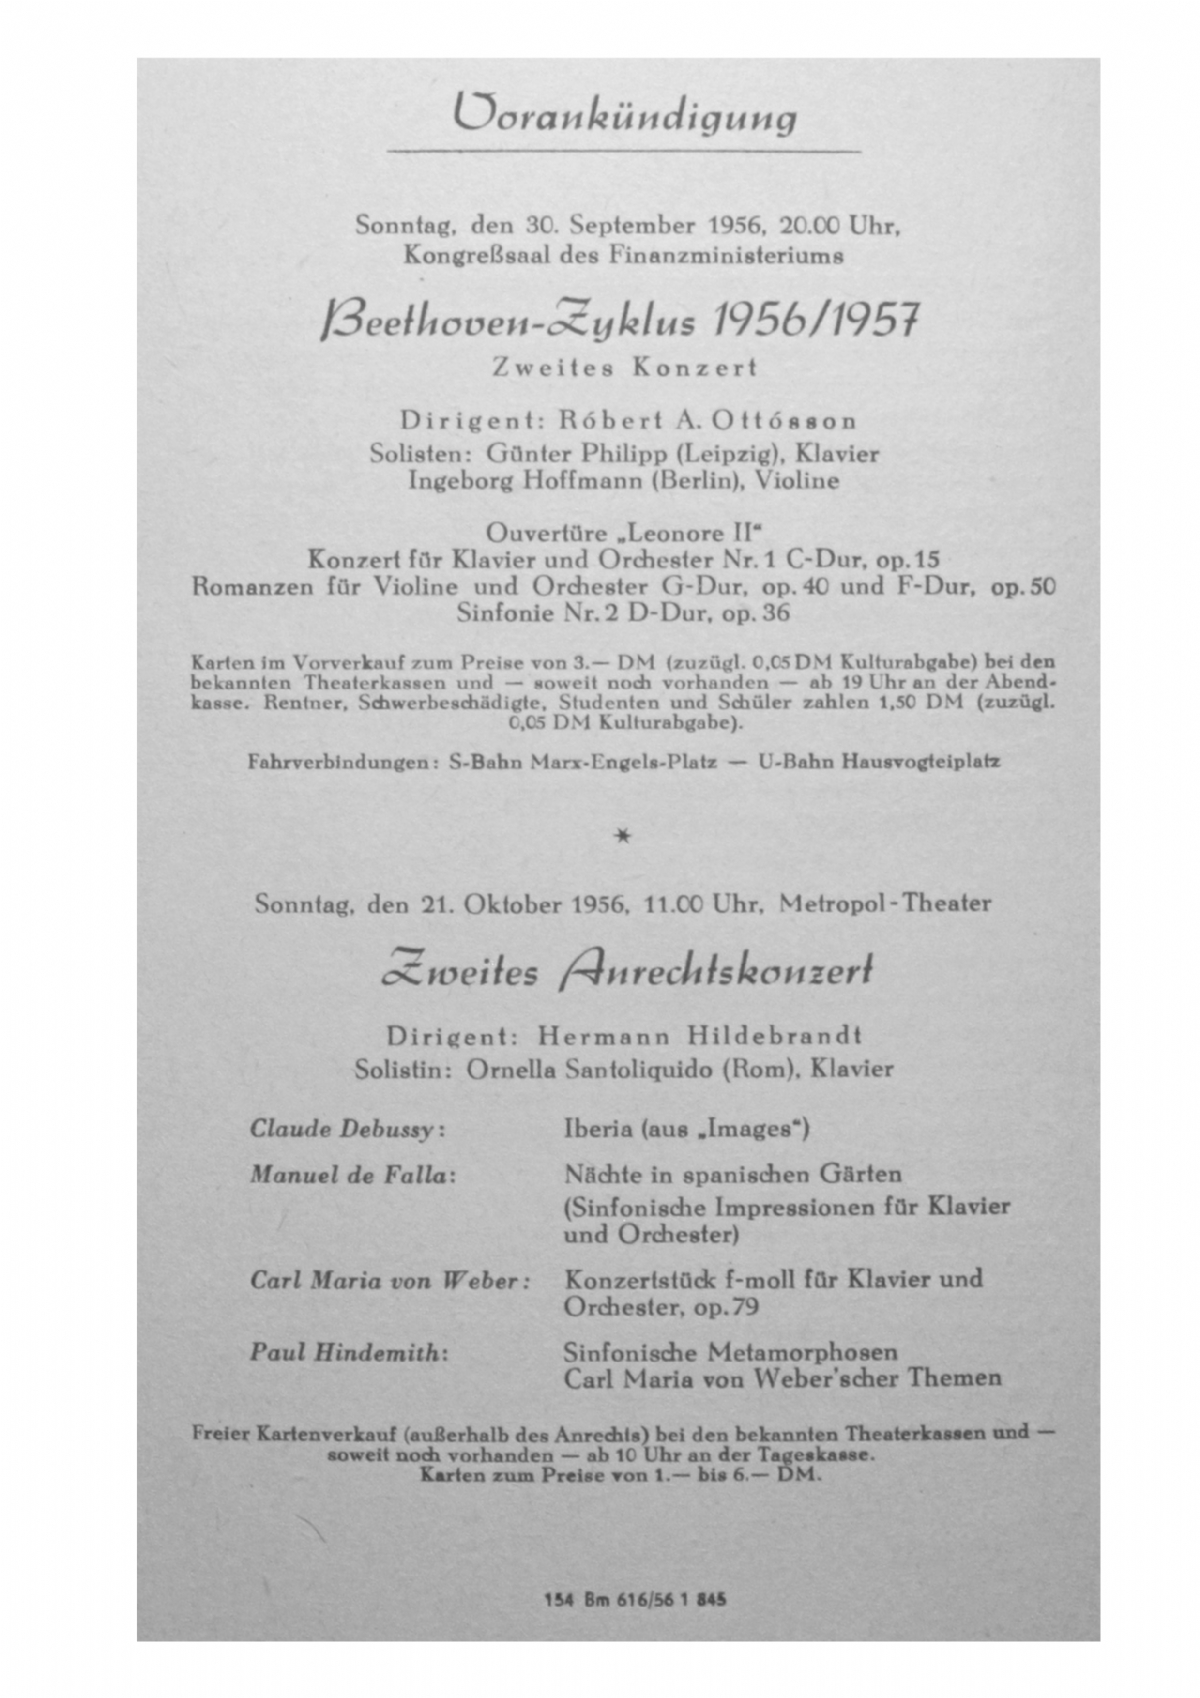 Vorankündigung
Sonntag, den 30. September 1956, 20.00 Uhr,
Kongreßsaal des Finanzministeriums
Beethoven-Zyklus 1956/1957
Zweites Konzert
Dirigent: Róbert A. Ottósson
Solisten: Günter Philipp (Leipzig), Klavier
Ingeborg Hoffmann (Berlin), Violine
Ouvertüre „Leonore II“
Konzert für Klavier und Orchester Nr. 1 C-Dur, op. 15
Romanzen für Violine und Orchester G-Dur, op. 40 und F-Dur, op. 50
Sinfonie Nr. 2 D-Dur, op. 36
Karten im Vorverkauf zum Preise von 3.— DM (zuzügl. 0,05 DM Kulturabgabe) bei den
bekannten Theaterkassen und — soweit noch vorhanden — ab 19 Uhr an der Abend-
kasse. Rentner, Schwerbeschädigte, Studenten und Schüler zahlen 1,50 DM (zuzügl.
0,05 DM Kulturabgabe).
Fahrverbindungen: S-Bahn Marx-Engels-Platz — U-Bahn Hausvogteiplatz
*
Sonntag, den 21. Oktober 1956, 11.00 Uhr, Metropol-Theater
Zweites Anrechtskonzert
Dirigent: Hermann Hildebrandt
Solistin: Ornella Santoliquido (Rom), Klavier
Claude Debussy: Iberia (aus „Images“)
Manuel de Falla: Nächte in spanischen Gärten
(Sinfonische Impressionen für Klavier
und Orchester)
Carl Maria von Weber: Konzertstück f-moll für Klavier und
Orchester, op. 79
Paul Hindemith: Sinfonische Metamorphosen
Carl Maria von Weber'scher Themen
Freier Kartenverkauf (außerhalb des Anrechts) bei den bekannten Theaterkassen und —
soweit noch vorhanden — ab 10 Uhr an der Tageskasse.
Karten zum Preise von 1.— bis 6.— DM.
154 Bm 616/56 1 845